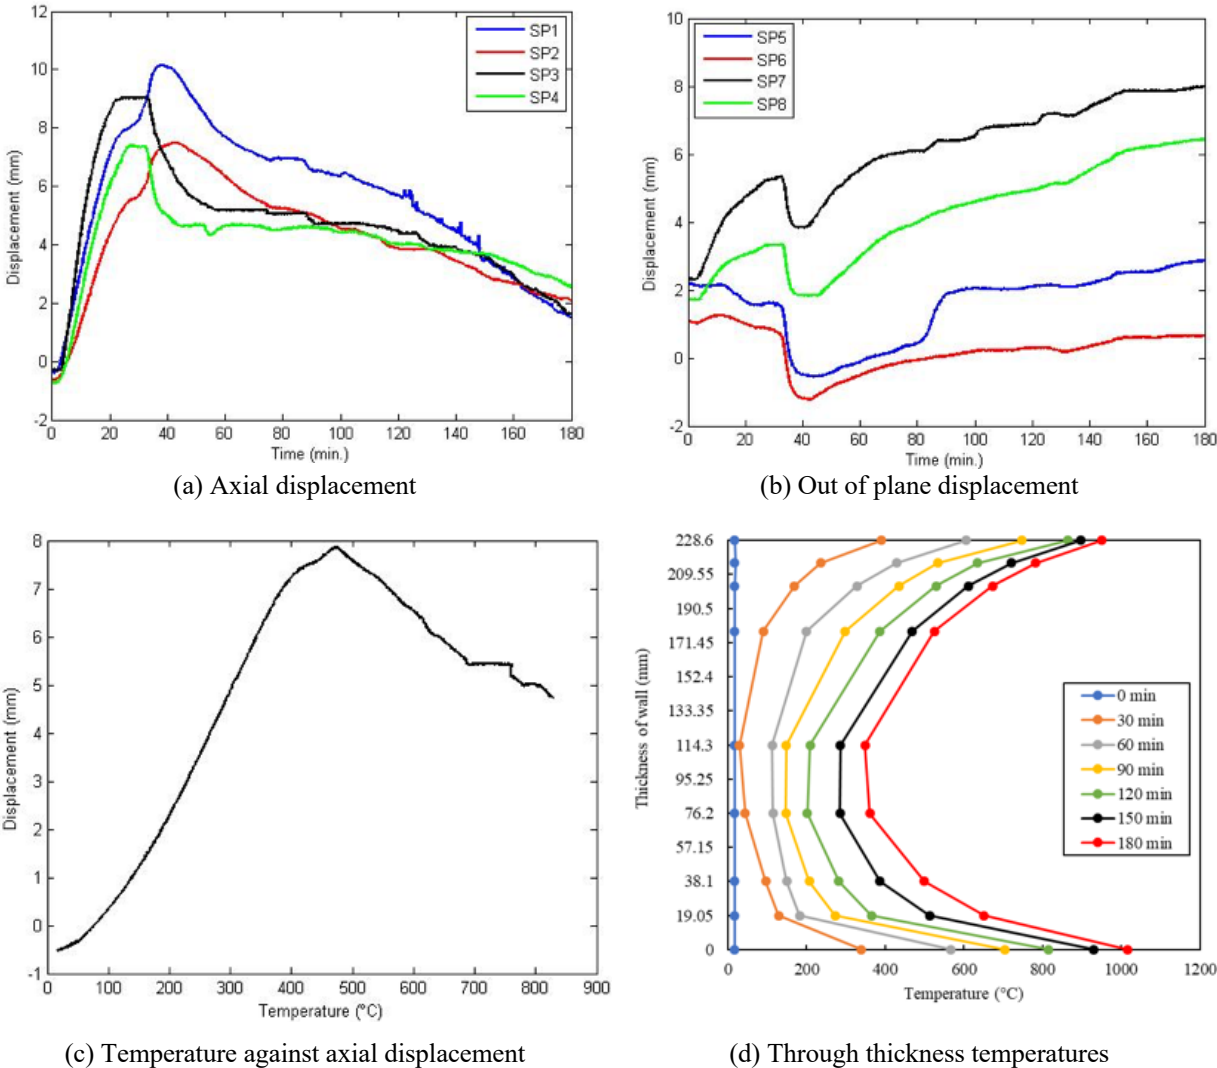 12
10
8
6
4
2
0
-2
Displacement (mm)
SP1
SP2
SP3
SP4
0 20 40 60 80 100 120 140 160 180
Time (min.)
(a) Axial displacement
10
8
6
4
2
0
-2
Displacement (mm)
SP5
SP6
SP7
SP8
0 20 40 60 80 100 120 140 160 180
Time (min.)
(b) Out of plane displacement
8
7
6
5
4
3
2
1
0
-1
Displacement (mm)
0 100 200 300 400 500 600 700 800 900
Temperature (°C)
(c) Temperature against axial displacement
228.6
209.55
190.5
171.45
152.4
133.35
114.3
95.25
76.2
57.15
38.1
19.05
0
Thickness of wall (mm)
0 min
30 min
60 min
90 min
120 min
150 min
180 min
0 200 400 600 800 1000 1200
Temperature (°C)
(d) Through thickness temperatures